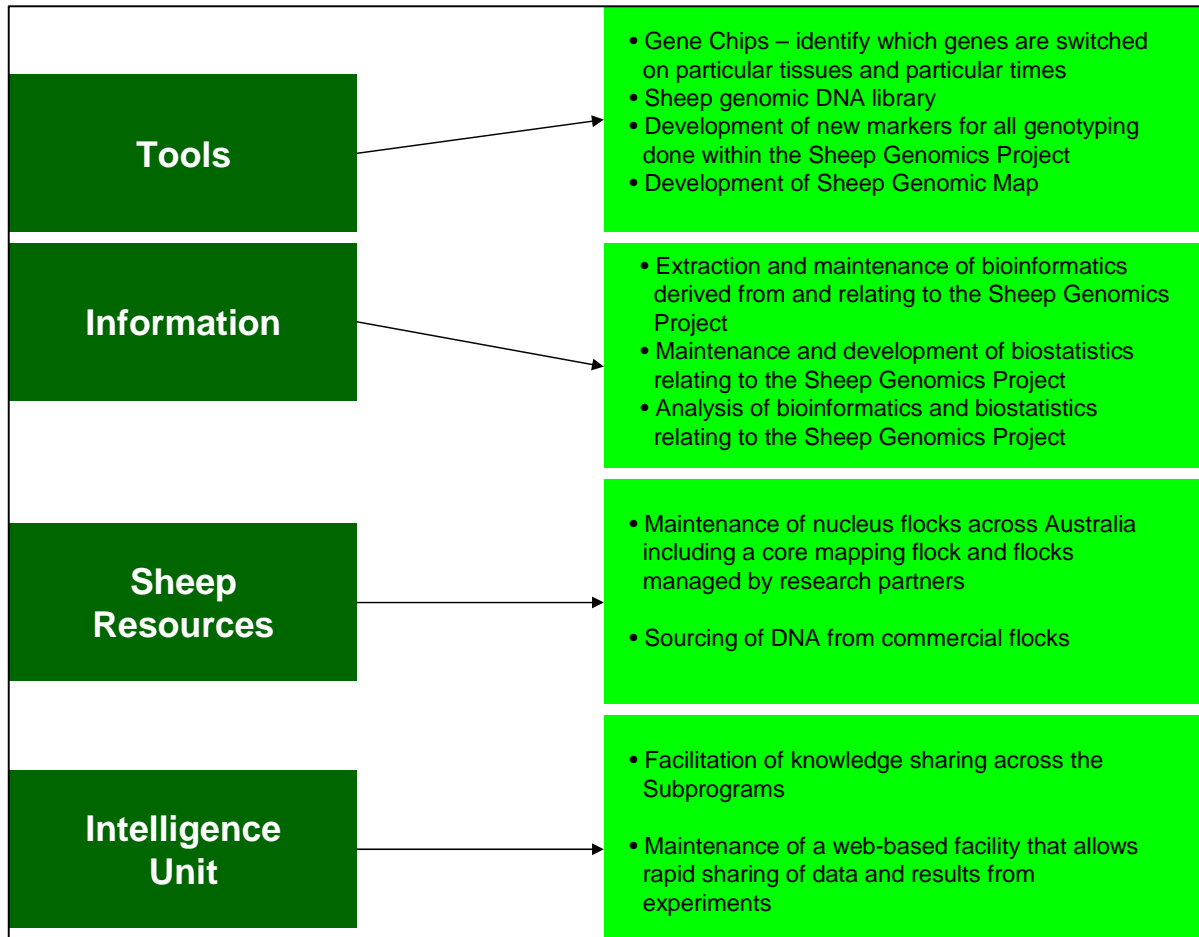 Tools
• Gene Chips – identify which genes are switched
on particular tissues and particular times
• Sheep genomic DNA library
• Development of new markers for all genotyping
done within the Sheep Genomics Project
• Development of Sheep Genomic Map
Information
• Extraction and maintenance of bioinformatics
derived from and relating to the Sheep Genomics
Project
• Maintenance and development of biostatistics
relating to the Sheep Genomics Project
• Analysis of bioinformatics and biostatistics
relating to the Sheep Genomics Project
Sheep
Resources
• Maintenance of nucleus flocks across Australia
including a core mapping flock and flocks
managed by research partners
• Sourcing of DNA from commercial flocks
Intelligence
Unit
• Facilitation of knowledge sharing across the
Subprograms
• Maintenance of a web-based facility that allows
rapid sharing of data and results from
experiments